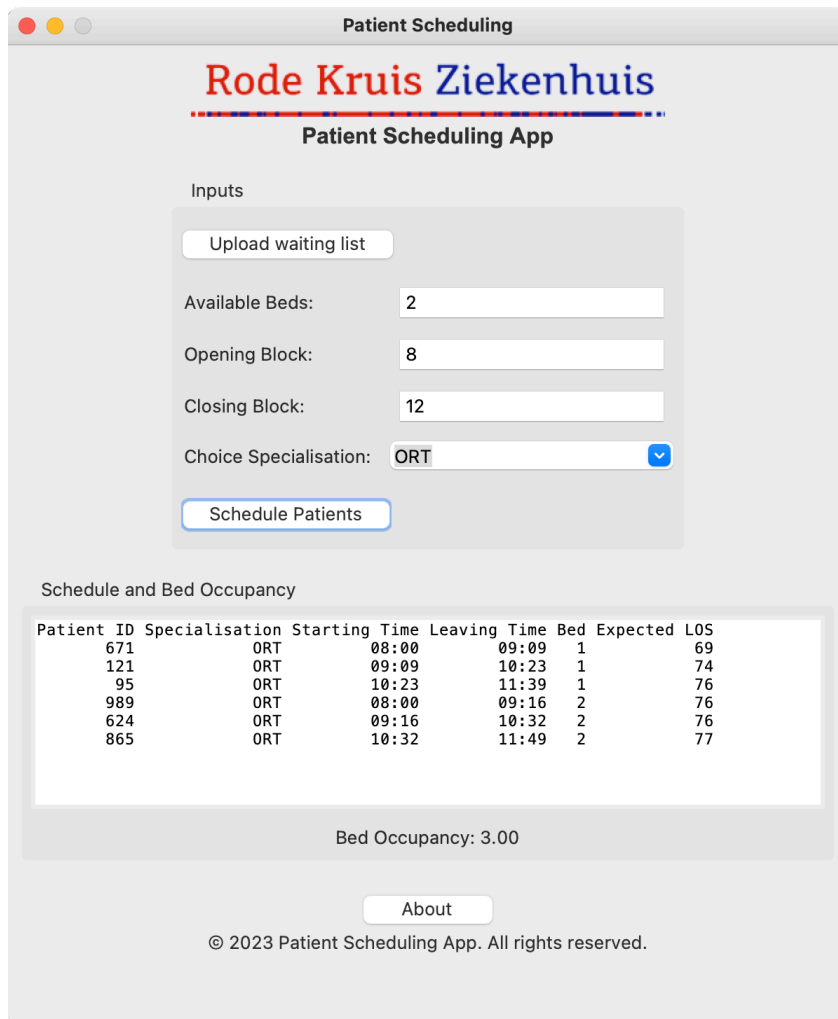 Patient Scheduling
Rode Kruis Ziekenhuis
Patient Scheduling App
Inputs
Upload waiting list
Available Beds: 2
Opening Block: 8
Closing Block: 12
Choice Specialisation: ORT
Schedule Patients
Schedule and Bed Occupancy
Patient ID Specialisation Starting Time Leaving Time Bed Expected LOS
671 ORT 08:00 09:09 1 69
121 ORT 09:09 10:23 1 74
95 ORT 10:23 11:39 1 76
989 ORT 08:00 09:16 2 76
624 ORT 09:16 10:32 2 76
865 ORT 10:32 11:49 2 77
Bed Occupancy: 3.00
About
© 2023 Patient Scheduling App. All rights reserved.